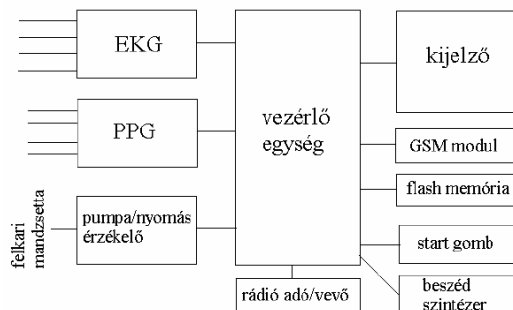 EKG
PPG
felkari
mandzsetta
pumpa/nyomás
érzékelő
vezérlő
egység
rádió adó/vevő
kijelző
GSM modul
flash memória
start gomb
beszéd
szintézer